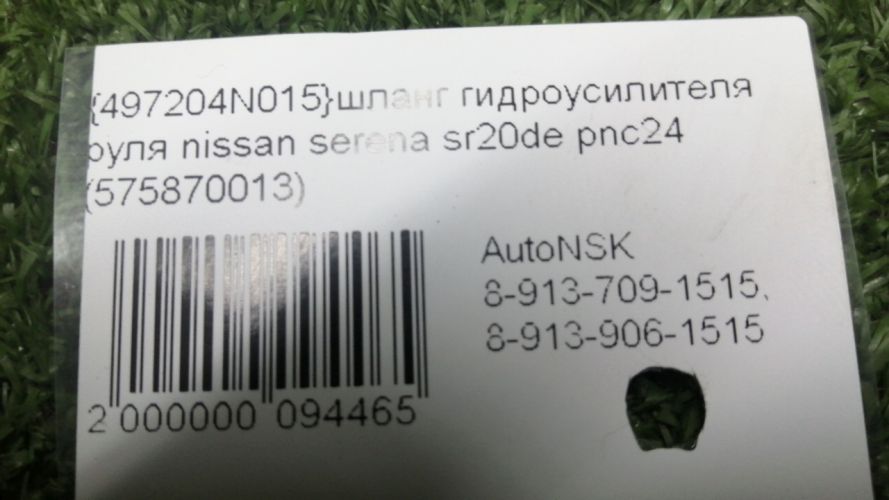 {497204N015}шланг гидроусилителя
руля nissan serena sr20de pnc24
(575870013)
AutoNSK
8-913-709-1515,
8-913-906-1515
2 000000 094465